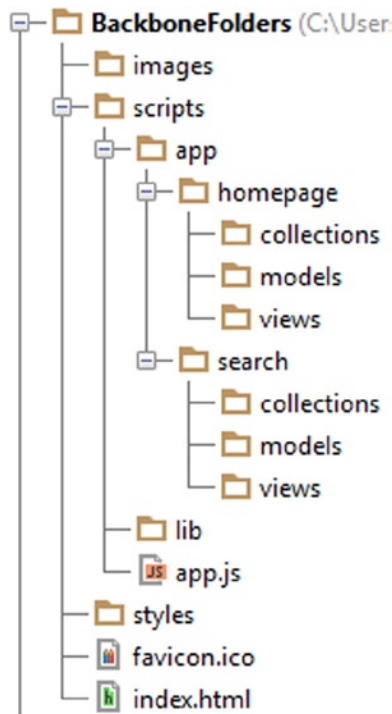 BackboneFolders (C:\User
images
scripts
app
homepage
collections
models
views
search
collections
models
views
lib
app.js
styles
favicon.ico
index.html